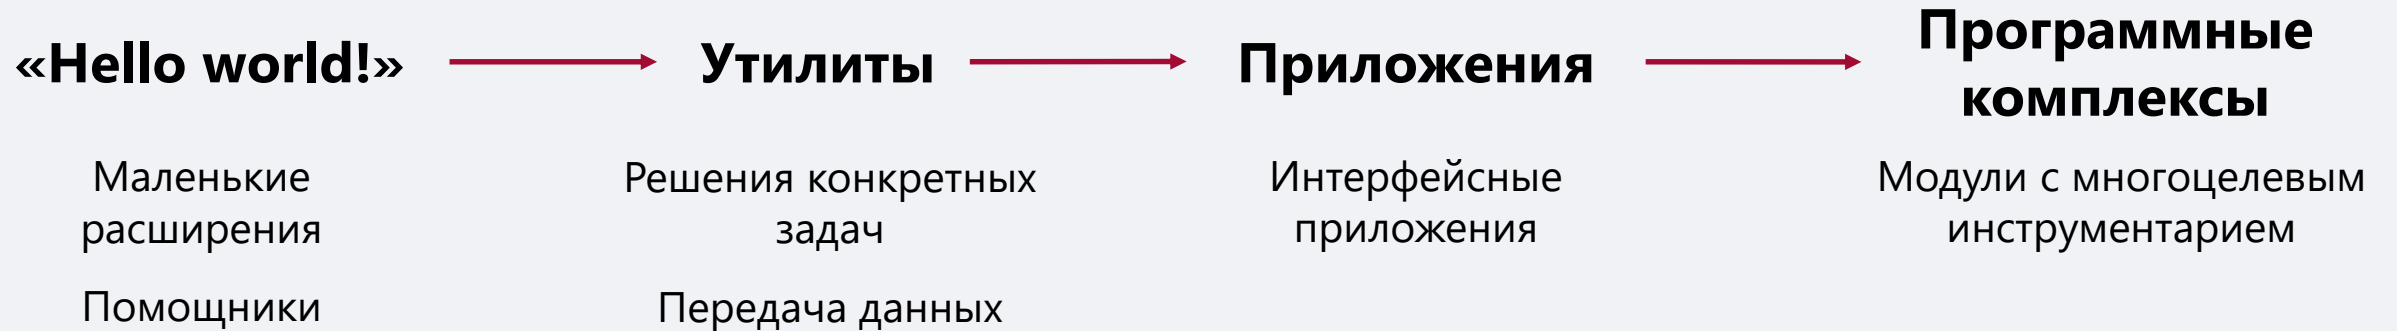 «Hello world!»
Маленькие
расширения
Помощники
Утилиты
Решения конкретных
задач
Передача данных
Приложения
Интерфейсные
приложения
Программные
комплексы
Модули с многоцелевым
инструментарием